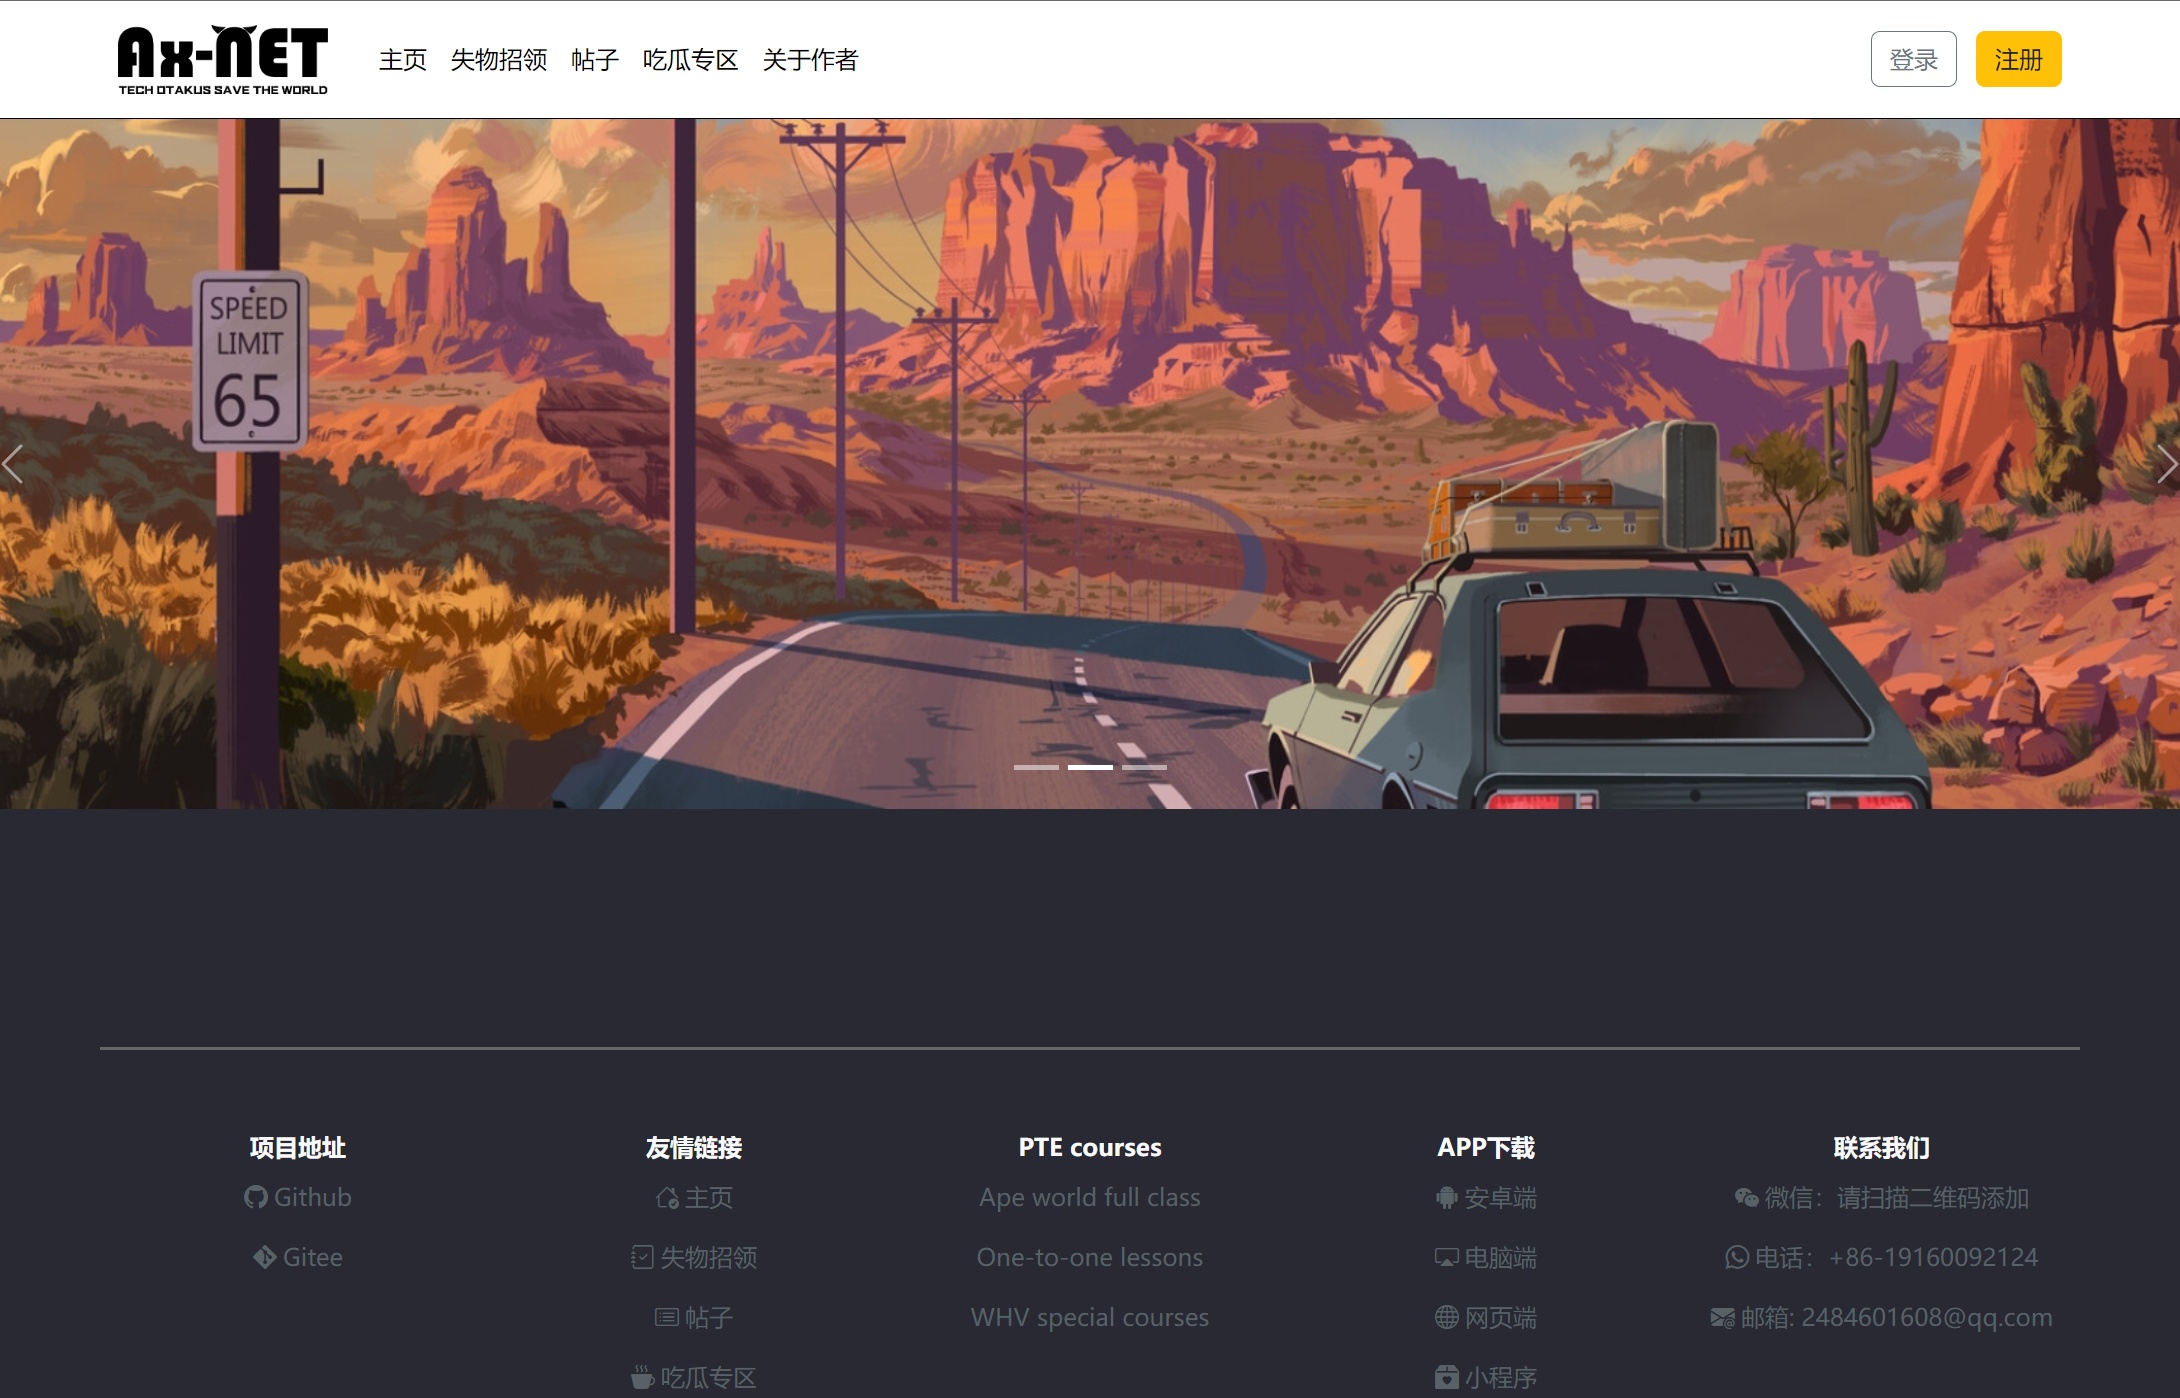 Ax-NET
TECH OTAKUS SAVE THE WORLD
主页 失物招领 帖子 吃瓜专区 关于作者
登录 注册
SPEED
LIMIT
65
项目地址
Github
Gitee
友情链接
主页
失物招领
帖子
吃瓜专区
PTE courses
Ape world full class
One-to-one lessons
WHV special courses
APP下载
安卓端
电脑端
网页端
小程序
联系我们
微信：请扫描二维码添加
电话：+86-19160092124
邮箱: 2484601608@qq.com